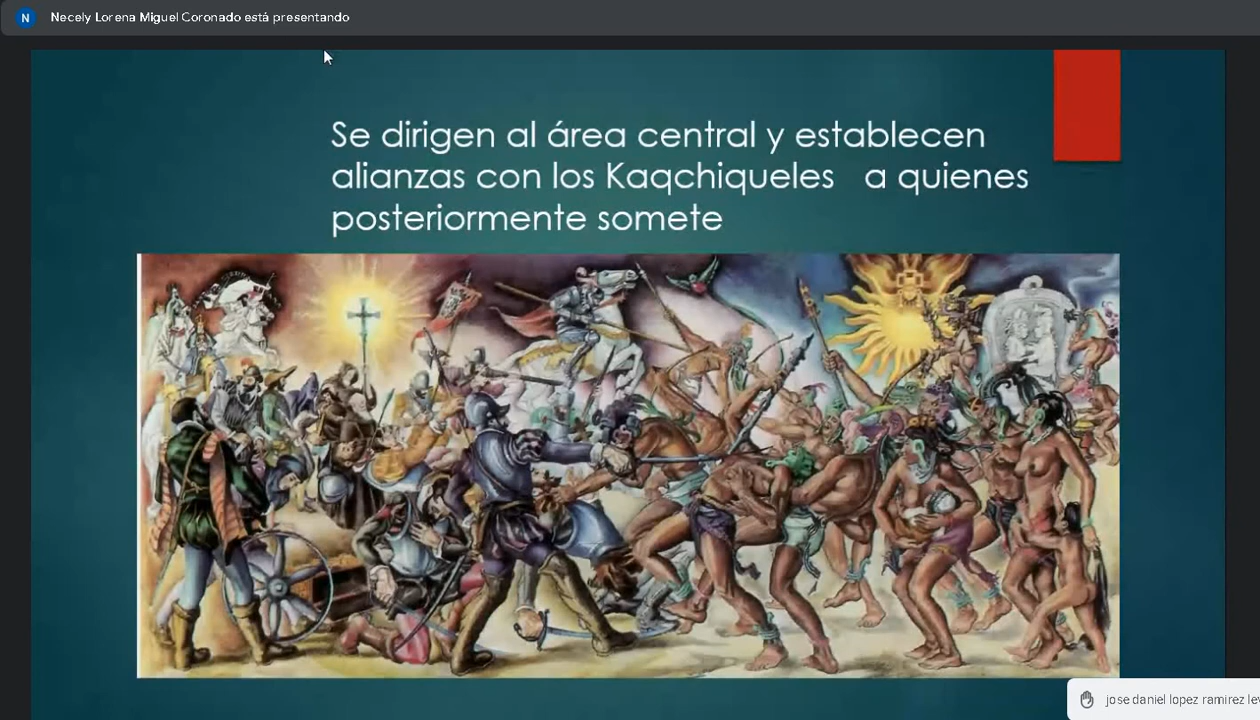 N
Necely Lorena Miguel Coronado está presentando
Se dirigen al área central y establecen
alianzas con los Kaqchiqueles a quienes
posteriormente somete
jose daniel lopez ramirez lev